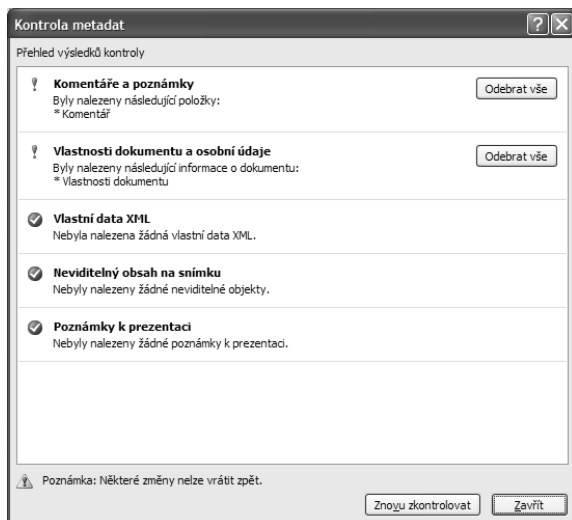 Kontrola metadat
Přehled výsledků kontroly
Komentáře a poznámky
Odebrat vše
Byly nalezeny následující položky:
* Komentář
Vlastnosti dokumentu a osobní údaje
Odebrat vše
Byly nalezeny následující informace o dokumentu:
* Vlastnosti dokumentu
Vlastní data XML
Nebyla nalezena žádná vlastní data XML.
Neviditelný obsah na snímku
Nebyly nalezeny žádné neviditelné objekty.
Poznámky k prezentaci
Nebyly nalezeny žádné poznámky k prezentaci.
Poznámka: Některé změny nelze vrátit zpět.
Znovu zkontrolovat
Zavřít